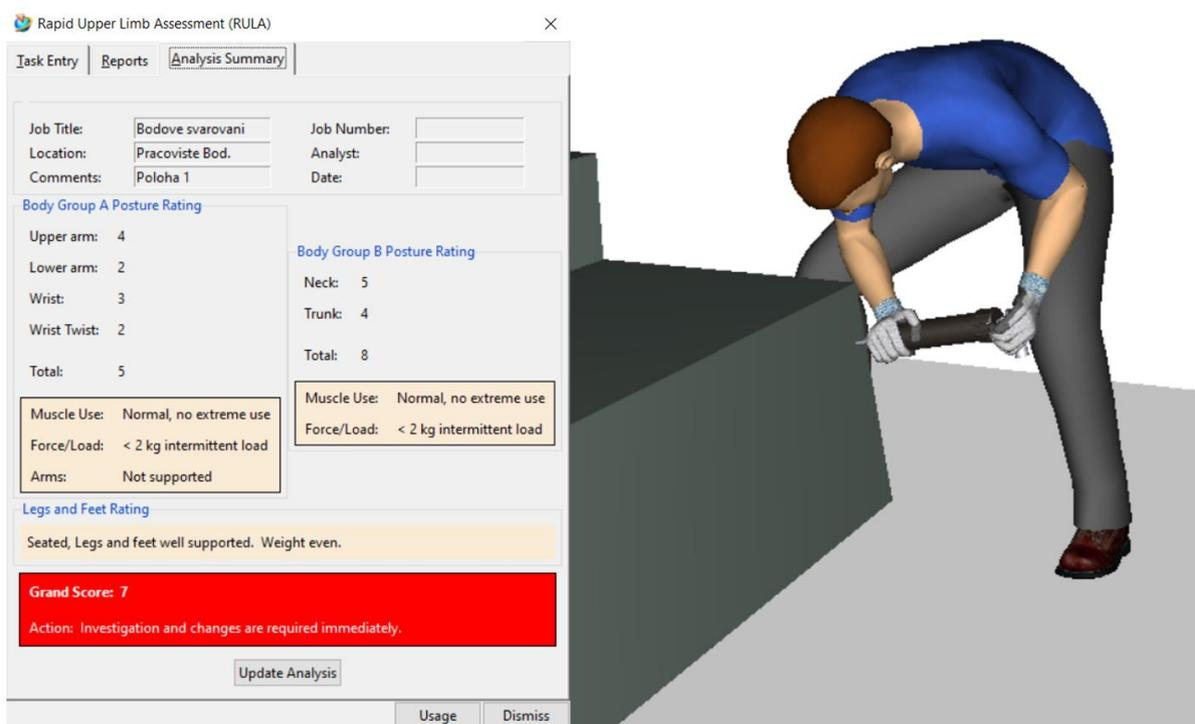 Rapid Upper Limb Assessment (RULA)
Task Entry Reports Analysis Summary
Job Title: Bodove svarovani Job Number:
Location: Pracoviste Bod. Analyst:
Comments: Poloha 1 Date:
Body Group A Posture Rating
Upper arm: 4
Lower arm: 2
Wrist: 3
Wrist Twist: 2
Total: 5
Muscle Use: Normal, no extreme use
Force/Load: < 2 kg intermittent load
Arms: Not supported
Body Group B Posture Rating
Neck: 5
Trunk: 4
Total: 8
Muscle Use: Normal, no extreme use
Force/Load: < 2 kg intermittent load
Legs and Feet Rating
Seated, Legs and feet well supported. Weight even.
Grand Score: 7
Action: Investigation and changes are required immediately.
Update Analysis
Usage Dismiss